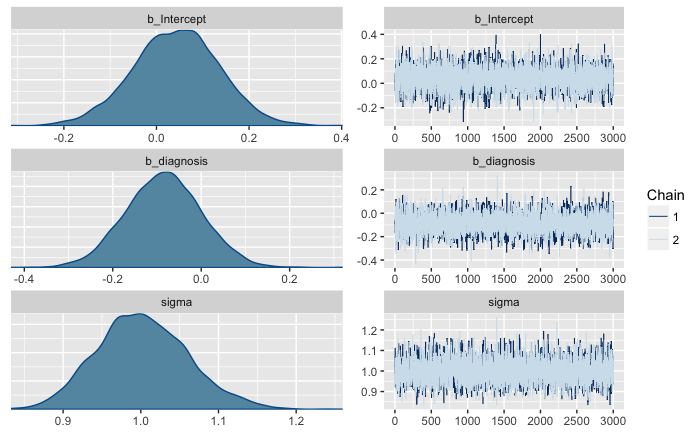 b_Intercept
-0.2 0.0 0.2 0.4
b_Intercept
0.4
0.2
0.0
-0.2
0 500 1000 1500 2000 2500 3000
b_diagnosis
-0.4 -0.2 0.0 0.2
b_diagnosis
0.2
0.0
-0.2
-0.4
0 500 1000 1500 2000 2500 3000
sigma
0.9 1.0 1.1 1.2
sigma
1.2
1.1
1.0
0.9
0 500 1000 1500 2000 2500 3000
Chain
1
2